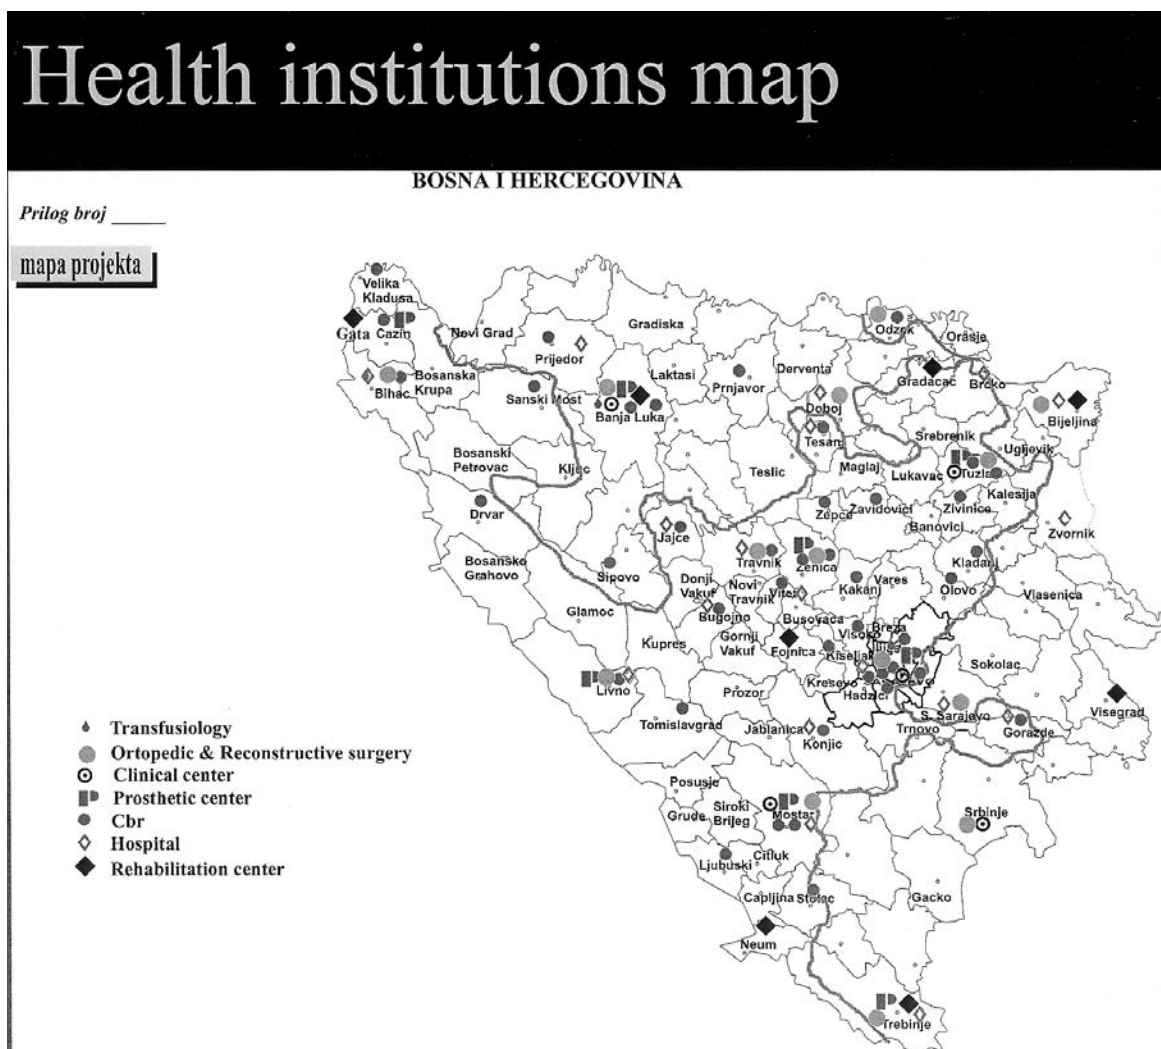 Health institutions map
BOSNA I HERCEGOVINA
Prilog broj ______
mapa projekta
Velika
Kladusa
Gata
Cazin
Novi Grad
Prijedor
Gradiska
Laktasi
Prnjavor
Derventa
Odzak
Orasje
Gradacac
Brcko
Bijeljina
Bihac
Bosanska
Krupa
Sanski Most
Banja Luka
Doboj
Tesan
Srebrenik
Ugljevik
Bosanski
Petrovac
Kljuc
Teslic
Maglaj
Lukavac
Tuzla
Kalesija
Drvar
Zepce
Zavidovici
Zivinice
Banovici
Zvornik
Jajce
Travnik
Zenica
Kladanj
Bosansko
Grahovo
Sipovo
Donji
Vakuf
Novi
Travnik
Vitez
Kakanj
Vares
Olovo
Vlasenica
Glamoc
Bugojno
Busovaca
Visoko
Breza
Kupres
Gornji
Vakuf
Fojnica
Kiseljak
Sokolac
Livno
Prozor
Kresevo
Hadzici
Visegrad
Tomislavgrad
Jablanica
Konjic
S. Sarajevo
Trnovo
Gorazde
Transfusiology
Ortopedic & Reconstructive surgery
Clinical center
Prosthetic center
Cbr
Hospital
Rehabilitation center
Posusje
Grude
Siroki
Brijeg
Mostar
Srbinje
Ljubuski
Citluk
Capljina
Stolac
Gacko
Neum
Trebinje